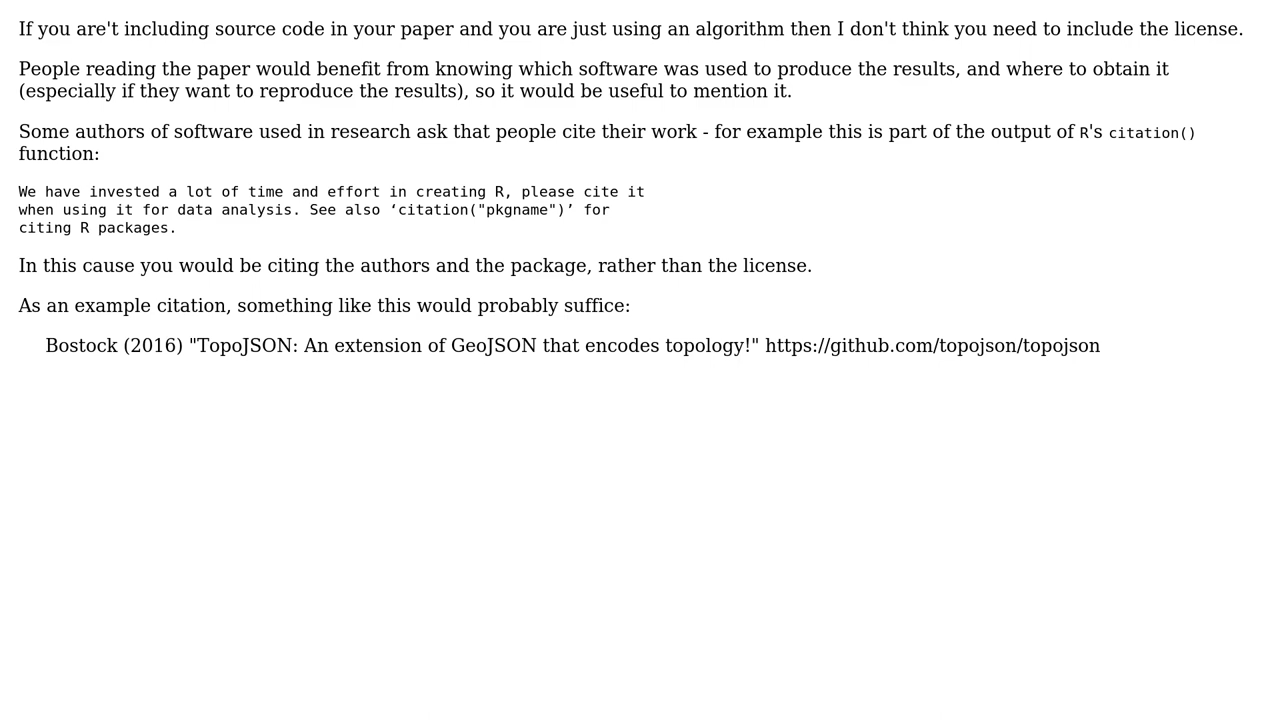 If you are't including source code in your paper and you are just using an algorithm then I don't think you need to include the license.
People reading the paper would benefit from knowing which software was used to produce the results, and where to obtain it
(especially if they want to reproduce the results), so it would be useful to mention it.
Some authors of software used in research ask that people cite their work - for example this is part of the output of R's citation()
function:
We have invested a lot of time and effort in creating R, please cite it
when using it for data analysis. See also ‘citation("pkgname")’ for
citing R packages.
In this cause you would be citing the authors and the package, rather than the license.
As an example citation, something like this would probably suffice:
Bostock (2016) "TopoJSON: An extension of GeoJSON that encodes topology!" https://github.com/topojson/topojson